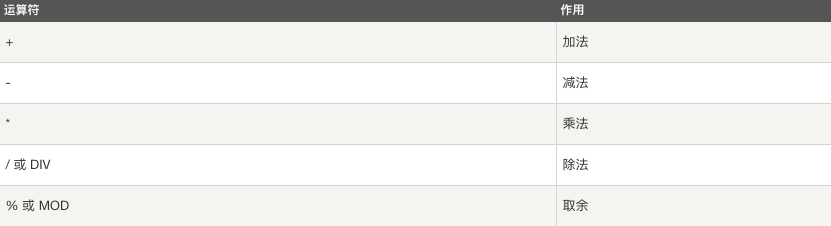 运算符 作用
+ 加法
- 减法
* 乘法
/ 或 DIV 除法
% 或 MOD 取余